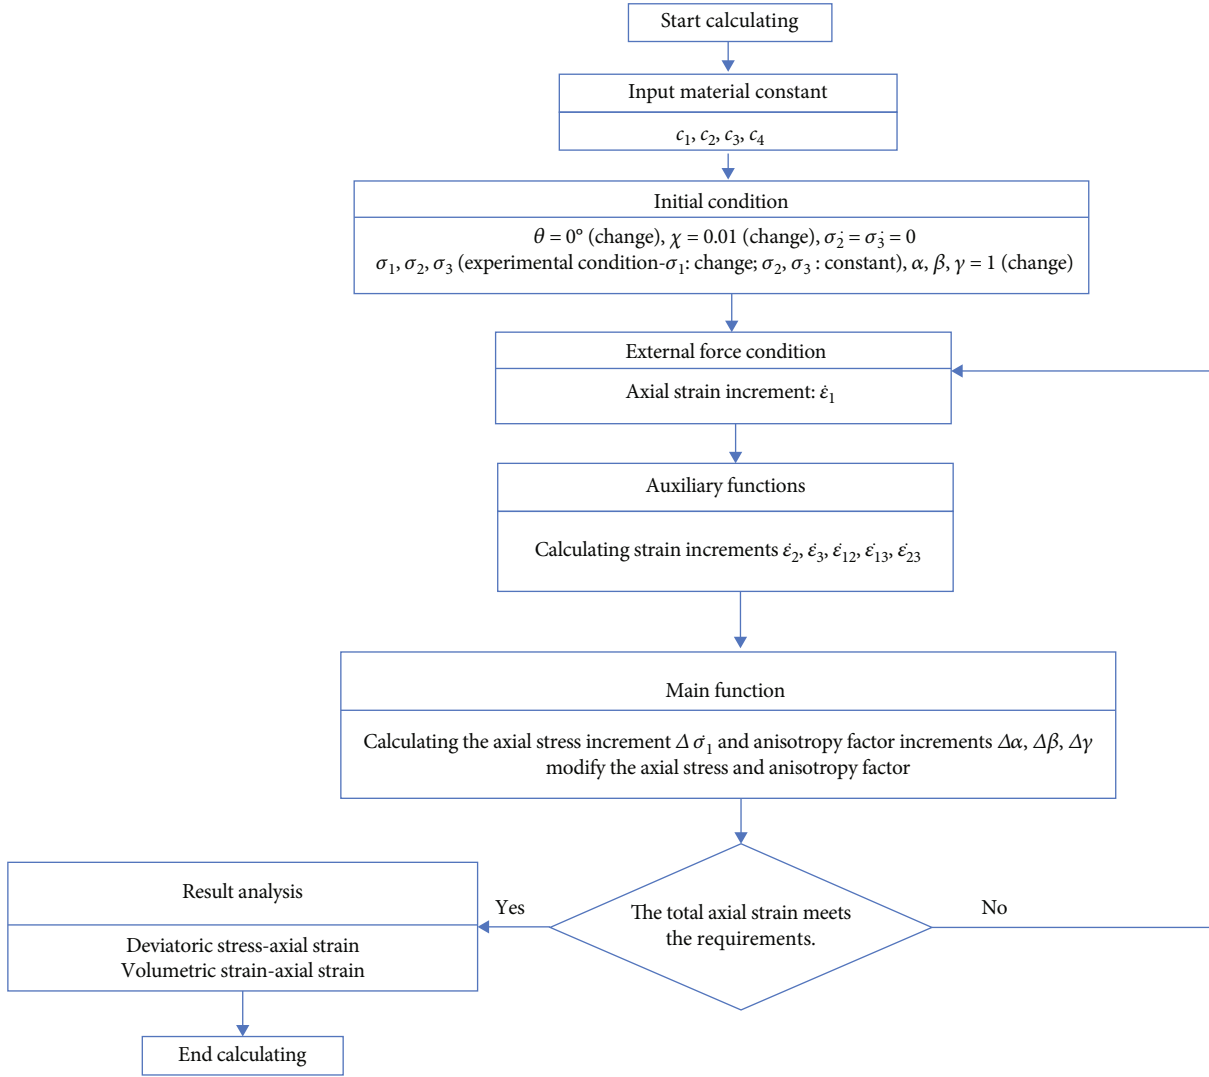 Start calculating
Input material constant
c₁, c₂, c₃, c₄
Initial condition
θ = 0° (change), χ = 0.01 (change), σ̇₂ = σ̇₃ = 0
σ₁, σ₂, σ₃ (experimental condition-σ₁: change; σ₂, σ₃ : constant), α, β, γ = 1 (change)
External force condition
Axial strain increment: ε̇₁
Auxiliary functions
Calculating strain increments ε̇₂, ε̇₃, ε̇₁₂, ε̇₁₃, ε̇₂₃
Main function
Calculating the axial stress increment Δ σ̇₁ and anisotropy factor increments Δα, Δβ, Δγ
modify the axial stress and anisotropy factor
The total axial strain meets
the requirements.
Yes
No
Result analysis
Deviatoric stress-axial strain
Volumetric strain-axial strain
End calculating